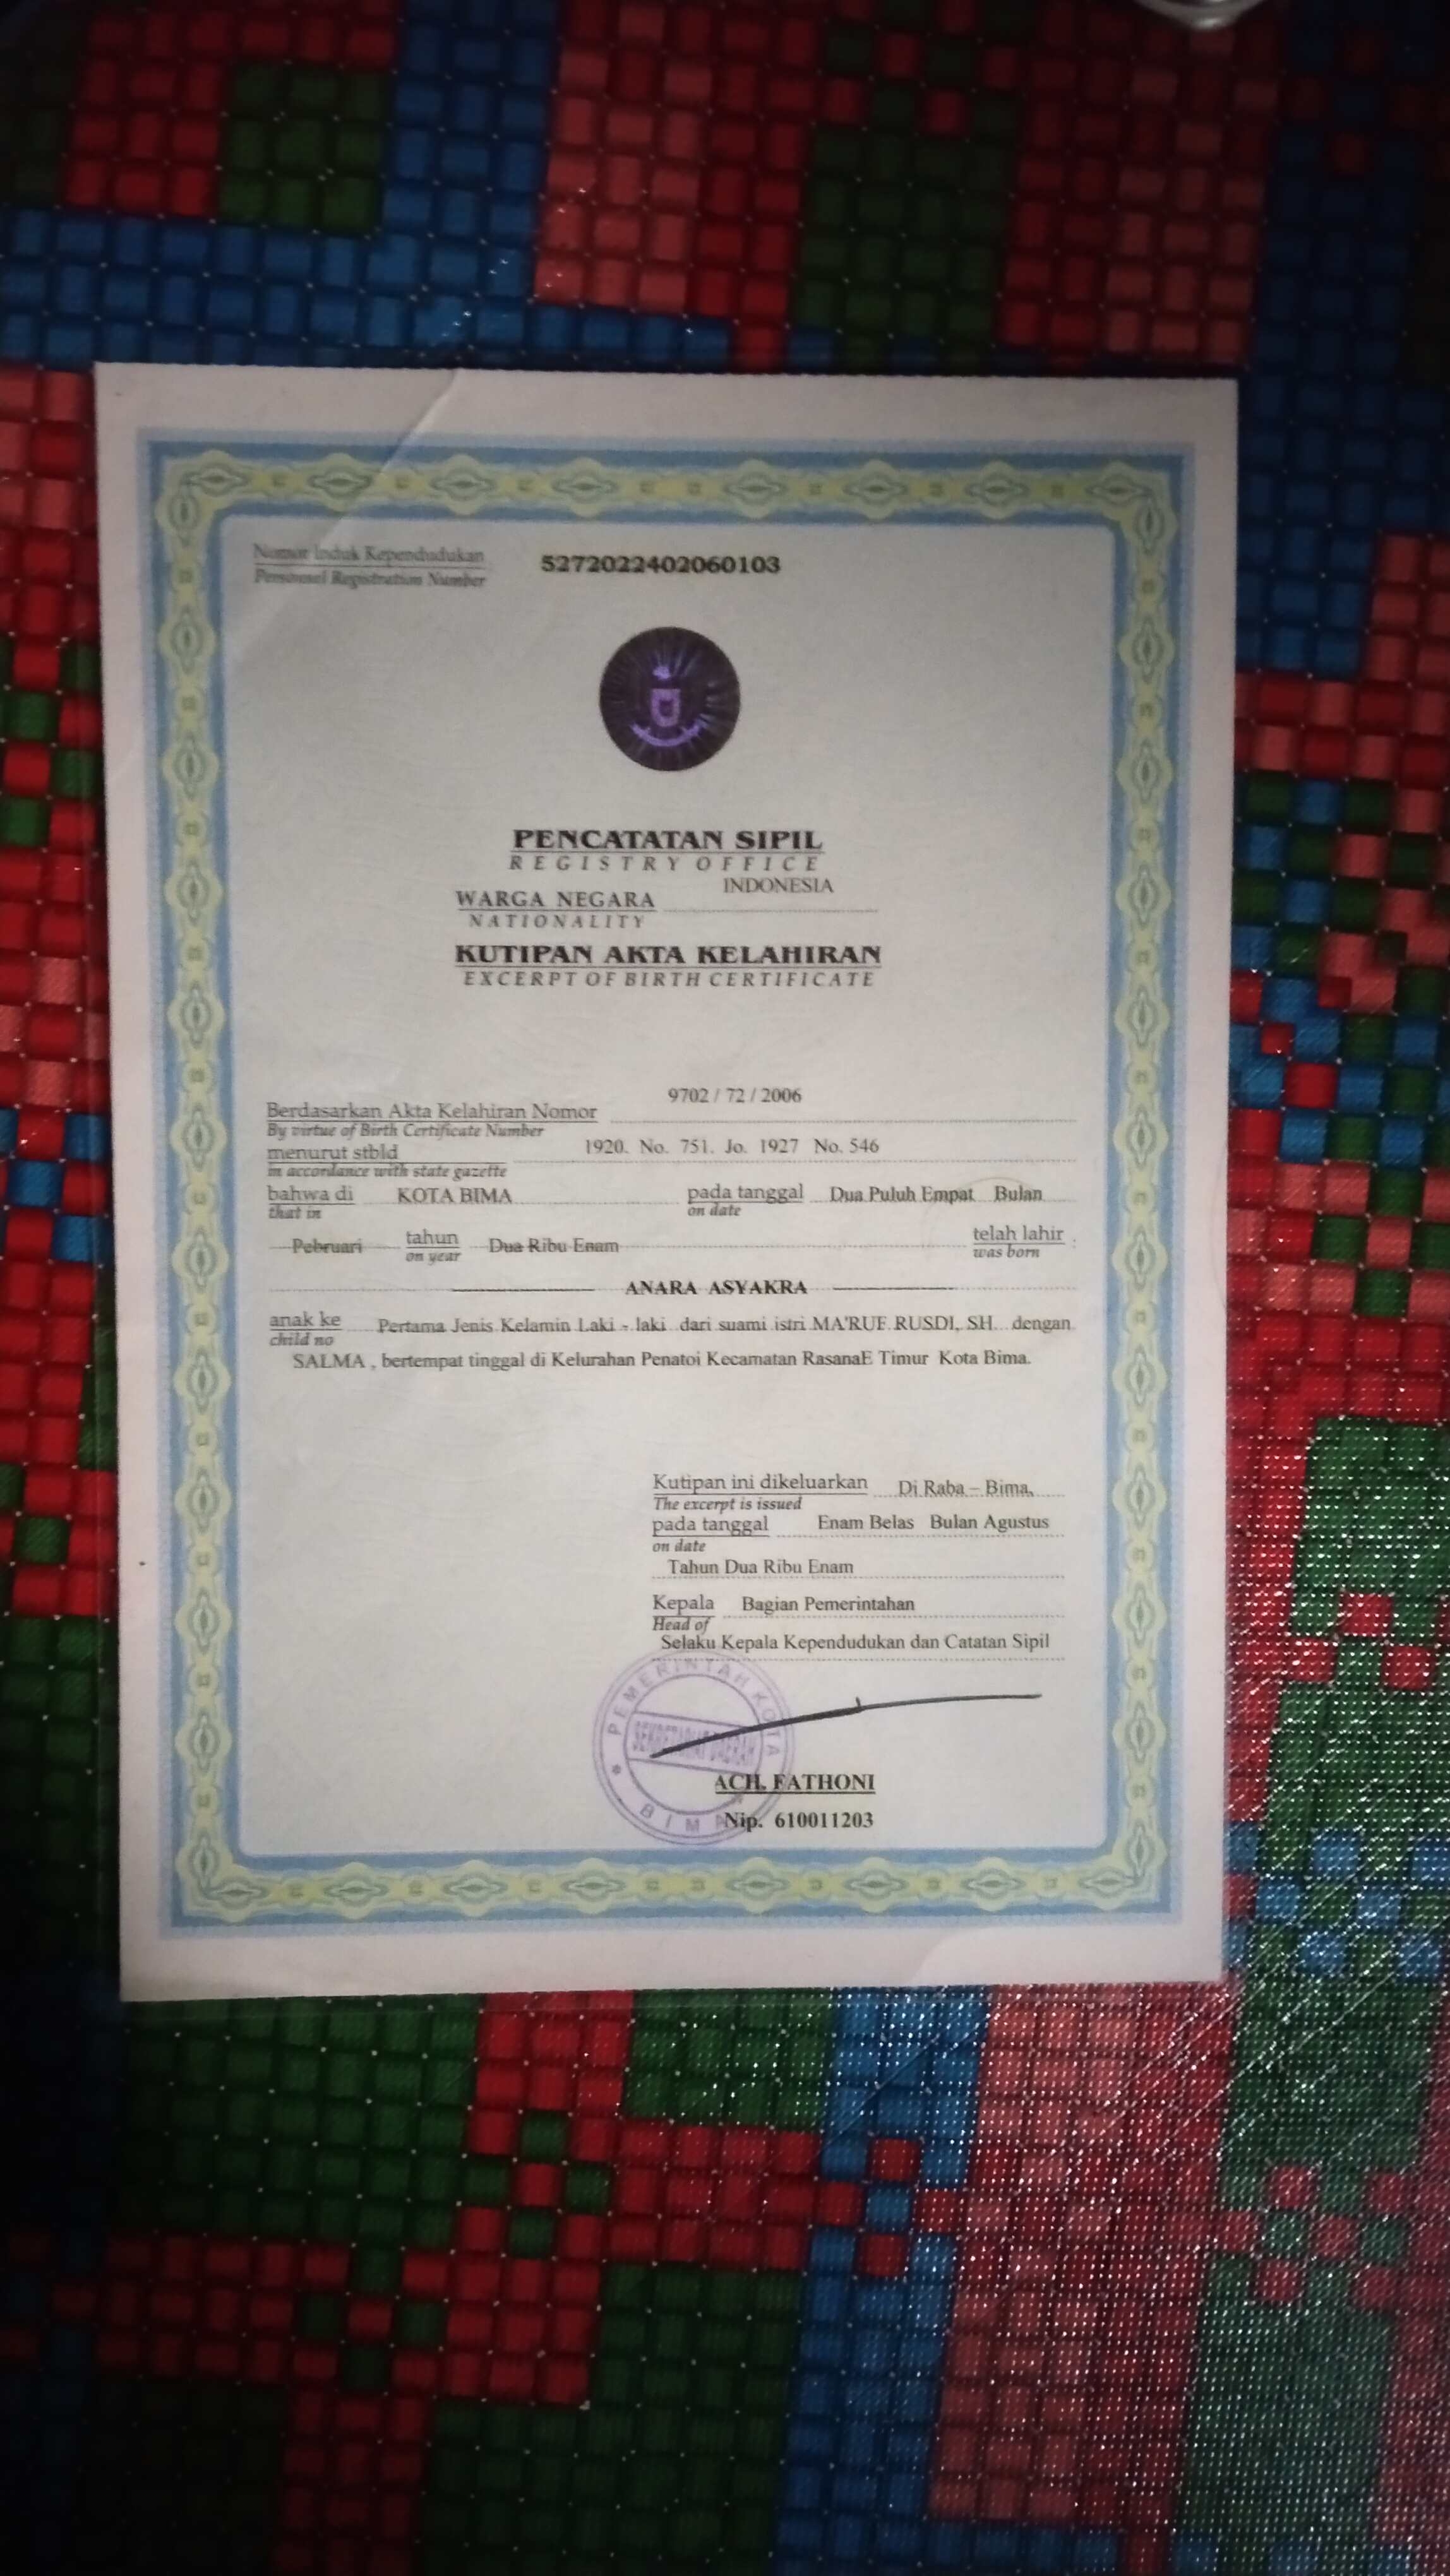 Nomor Induk Kependudukan 5272022402060103
Personnel Registration Number
PENCATATAN SIPIL
REGISTRY OFFICE
INDONESIA
WARGA NEGARA
NATIONALITY
KUTIPAN AKTA KELAHIRAN
EXCERPT OF BIRTH CERTIFICATE
9702 / 72 / 2006
Berdasarkan Akta Kelahiran Nomor
By virtue of Birth Certificate Number
menurut stbld 1920. No. 751. Jo. 1927 No. 546
in accordance with state gazette
bahwa di KOTA BIMA pada tanggal Dua Puluh Empat Bulan
that in on date
Pebruari tahun Dua Ribu Enam telah lahir :
on year was born
ANARA ASYAKRA
anak ke Pertama Jenis Kelamin Laki - laki dari suami istri MA'RUF RUSDI, SH. dengan
child no
SALMA , bertempat tinggal di Kelurahan Penatoi Kecamatan RasanaE Timur Kota Bima.
Kutipan ini dikeluarkan Di Raba – Bima,
The excerpt is issued
pada tanggal Enam Belas Bulan Agustus
on date
Tahun Dua Ribu Enam
Kepala Bagian Pemerintahan
Head of
Selaku Kepala Kependudukan dan Catatan Sipil
PEMERINTAH KOTA
SEKRETARIAT DAERAH
BIMA
ACH. FATHONI
Nip. 610011203